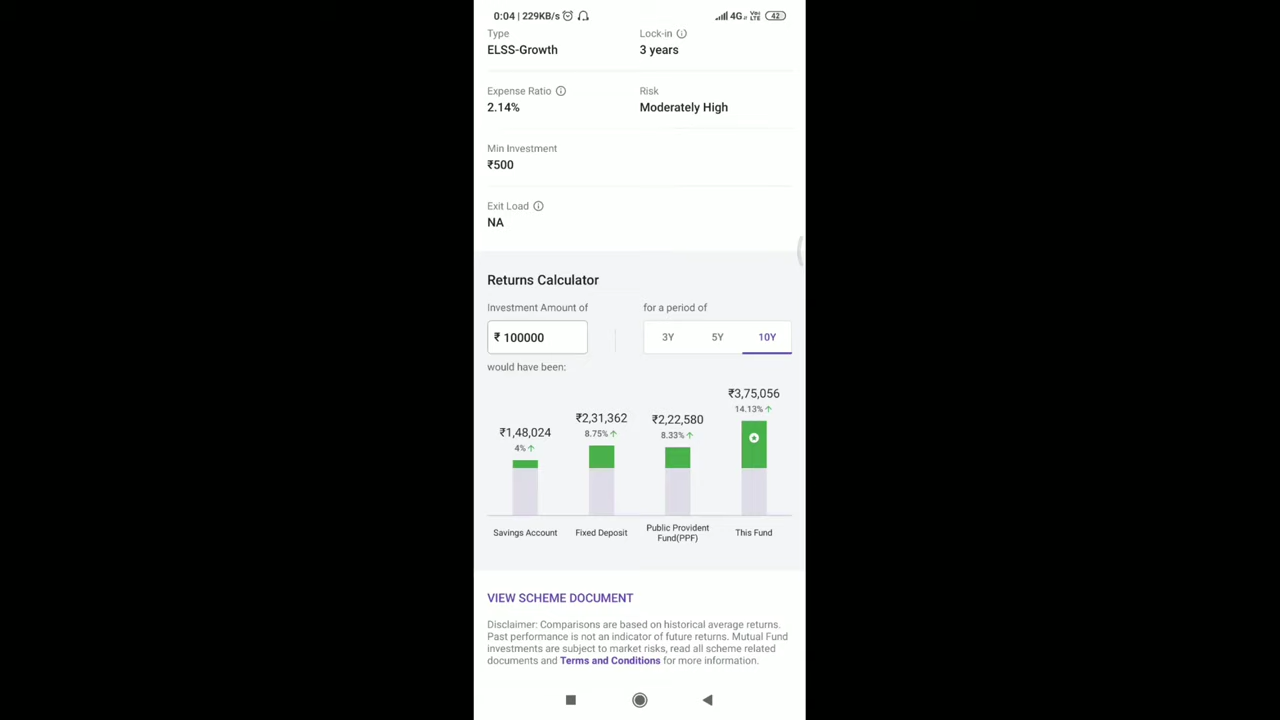 0:04 | 229KB/s
4G Vo LTE 42
Type
Lock-in
ELSS-Growth
3 years
Expense Ratio
Risk
2.14%
Moderately High
Min Investment
₹500
Exit Load
NA
Returns Calculator
Investment Amount of
for a period of
₹ 100000
3Y 5Y 10Y
would have been:
₹3,75,056
14.13%↑
₹2,31,362
8.75%↑
₹2,22,580
8.33%↑
₹1,48,024
4%↑
Savings Account
Fixed Deposit
Public Provident
Fund(PPF)
This Fund
VIEW SCHEME DOCUMENT
Disclaimer: Comparisons are based on historical average returns.
Past performance is not an indicator of future returns. Mutual Fund
investments are subject to market risks, read all scheme related
documents and Terms and Conditions for more information.